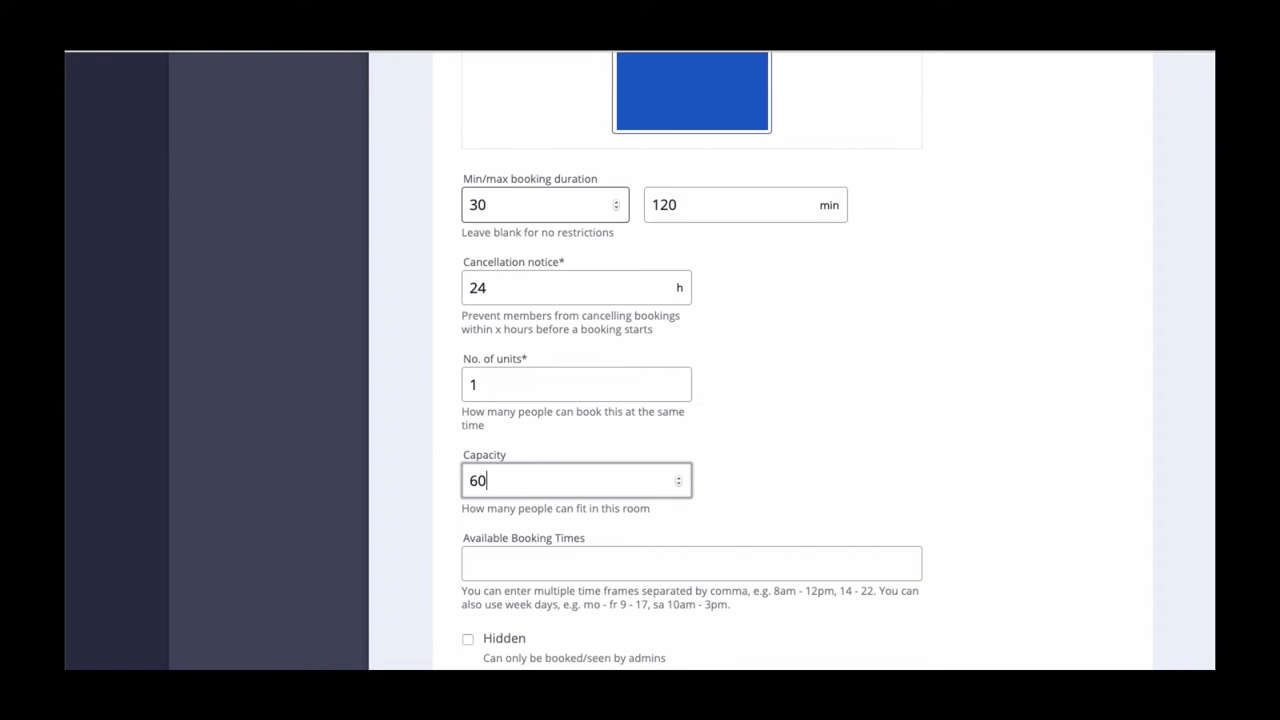 Min/max booking duration
30 120 min
Leave blank for no restrictions
Cancellation notice*
24 h
Prevent members from cancelling bookings
within x hours before a booking starts
No. of units*
1
How many people can book this at the same
time
Capacity
60
How many people can fit in this room
Available Booking Times
You can enter multiple time frames separated by comma, e.g. 8am - 12pm, 14 - 22. You can
also use week days, e.g. mo - fr 9 - 17, sa 10am - 3pm.
Hidden
Can only be booked/seen by admins